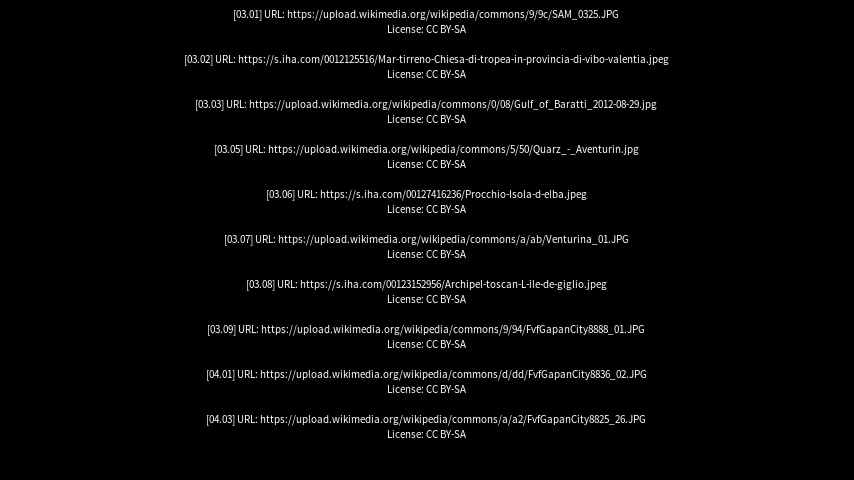 [03.01] URL: https://upload.wikimedia.org/wikipedia/commons/9/9c/SAM_0325.JPG
License: CC BY-SA
[03.02] URL: https://s.iha.com/0012125516/Mar-tirreno-Chiesa-di-tropea-in-provincia-di-vibo-valentia.jpeg
License: CC BY-SA
[03.03] URL: https://upload.wikimedia.org/wikipedia/commons/0/08/Gulf_of_Baratti_2012-08-29.jpg
License: CC BY-SA
[03.05] URL: https://upload.wikimedia.org/wikipedia/commons/5/50/Quarz_-_Aventurin.jpg
License: CC BY-SA
[03.06] URL: https://s.iha.com/00127416236/Procchio-Isola-d-elba.jpeg
License: CC BY-SA
[03.07] URL: https://upload.wikimedia.org/wikipedia/commons/a/ab/Venturina_01.JPG
License: CC BY-SA
[03.08] URL: https://s.iha.com/00123152956/Archipel-toscan-L-ile-de-giglio.jpeg
License: CC BY-SA
[03.09] URL: https://upload.wikimedia.org/wikipedia/commons/9/94/FvfGapanCity8888_01.JPG
License: CC BY-SA
[04.01] URL: https://upload.wikimedia.org/wikipedia/commons/d/dd/FvfGapanCity8836_02.JPG
License: CC BY-SA
[04.03] URL: https://upload.wikimedia.org/wikipedia/commons/a/a2/FvfGapanCity8825_26.JPG
License: CC BY-SA